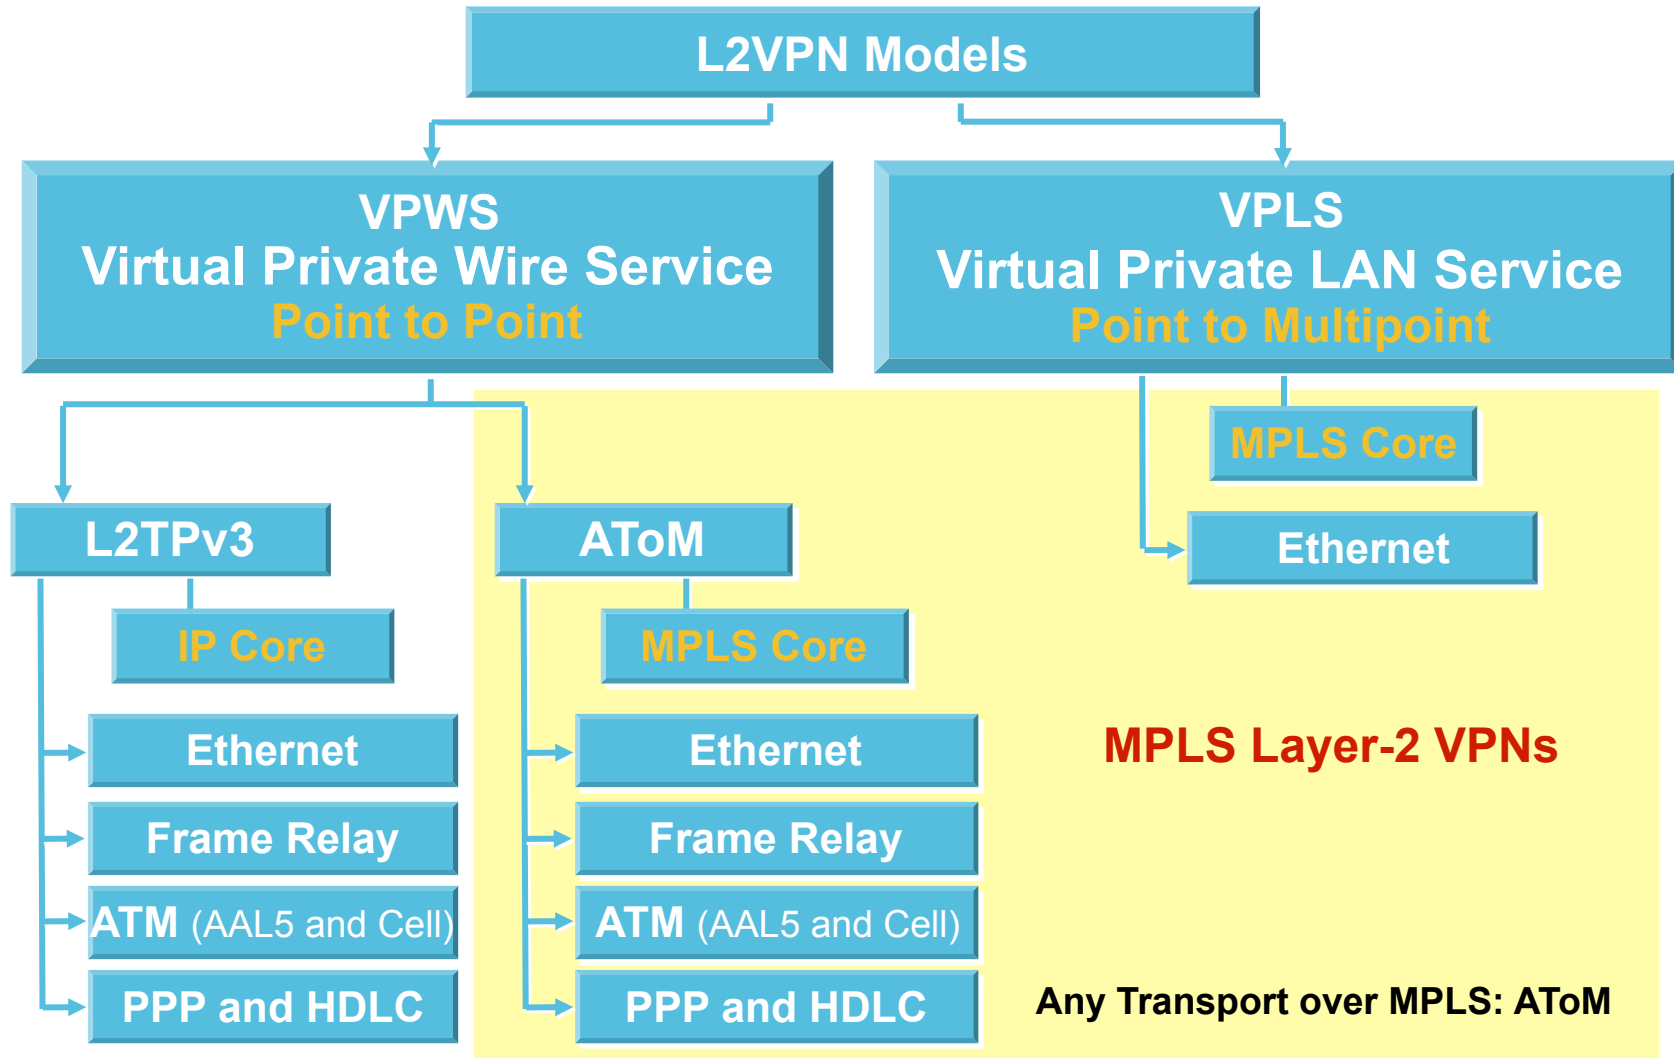 L2VPN Models
VPWS
Virtual Private Wire Service
Point to Point
VPLS
Virtual Private LAN Service
Point to Multipoint
MPLS Core
Ethernet
L2TPv3
IP Core
Ethernet
Frame Relay
ATM (AAL5 and Cell)
PPP and HDLC
AToM
MPLS Core
Ethernet
Frame Relay
ATM (AAL5 and Cell)
PPP and HDLC
MPLS Layer-2 VPNs
Any Transport over MPLS: AToM